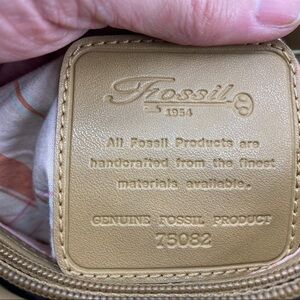 Fossil
1954
All Fossil Products are
handcrafted from the finest
materials available.
GENUINE FOSSIL PRODUCT
75082